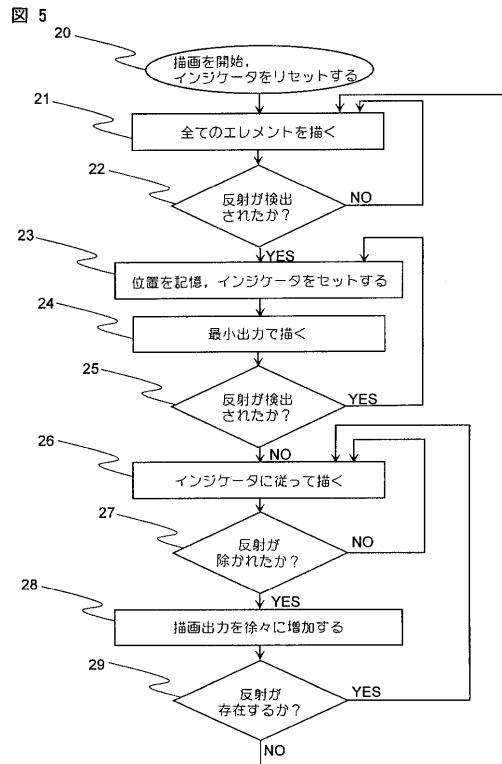 図 5
20
描画を開始，
インジケータをリセットする
21
全てのエレメントを描く
22
反射が検出
されたか？
NO
YES
23
位置を記憶，インジケータをセットする
24
最小出力で描く
25
反射が検出
されたか？
YES
NO
26
インジケータに従って描く
27
反射が
除かれたか？
NO
YES
28
描画出力を徐々に増加する
29
反射が
存在するか？
YES
NO